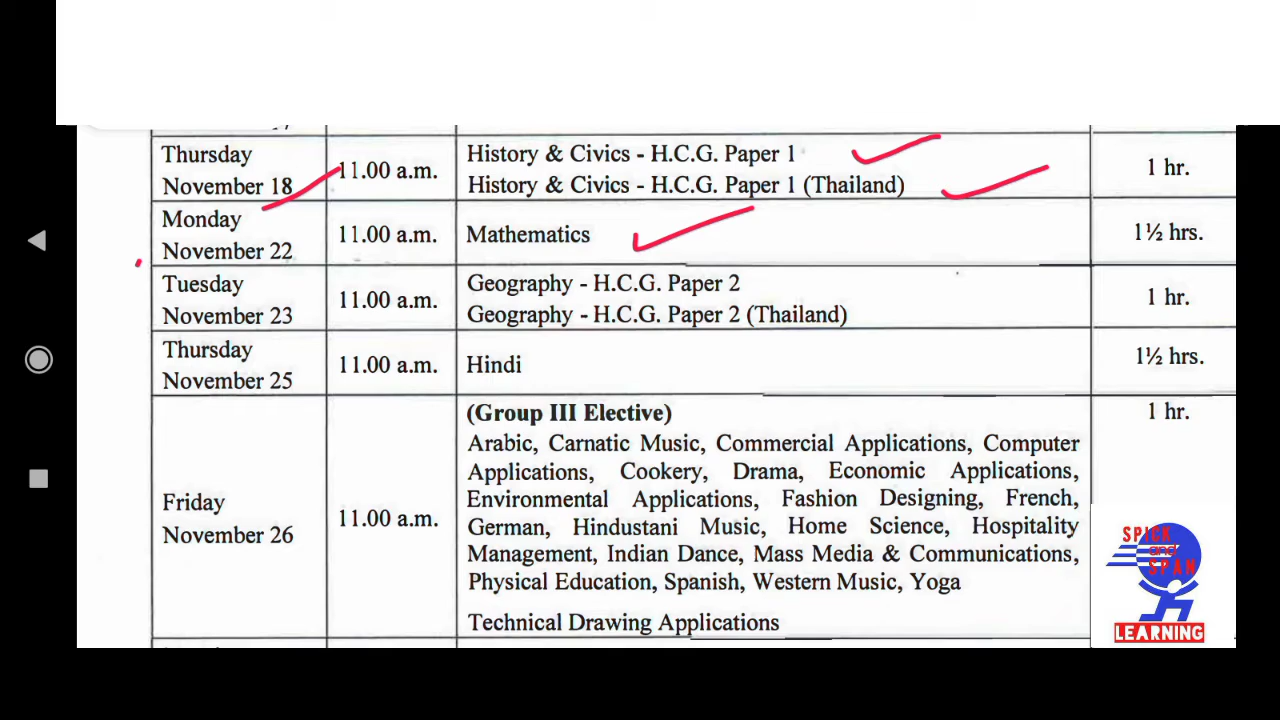 Thursday
November 18
11.00 a.m.
History & Civics - H.C.G. Paper 1
History & Civics - H.C.G. Paper 1 (Thailand)
1 hr.
Monday
November 22
11.00 a.m.
Mathematics
1½ hrs.
Tuesday
November 23
11.00 a.m.
Geography - H.C.G. Paper 2
Geography - H.C.G. Paper 2 (Thailand)
1 hr.
Thursday
November 25
11.00 a.m.
Hindi
1½ hrs.
Friday
November 26
11.00 a.m.
(Group III Elective)
Arabic, Carnatic Music, Commercial Applications, Computer
Applications, Cookery, Drama, Economic Applications,
Environmental Applications, Fashion Designing, French,
German, Hindustani Music, Home Science, Hospitality
Management, Indian Dance, Mass Media & Communications,
Physical Education, Spanish, Western Music, Yoga
Technical Drawing Applications
1 hr.
SPICK
and
SPAN
LEARNING